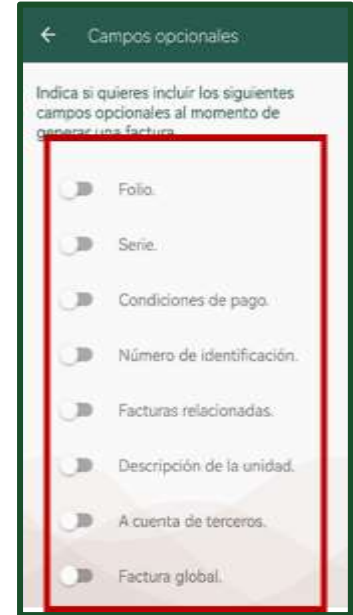 Campos opcionales
Indica si quieres incluir los siguientes
campos opcionales al momento de
generar una factura.
Folio.
Serie.
Condiciones de pago.
Número de identificación.
Facturas relacionadas.
Descripción de la unidad.
A cuenta de terceros.
Factura global.